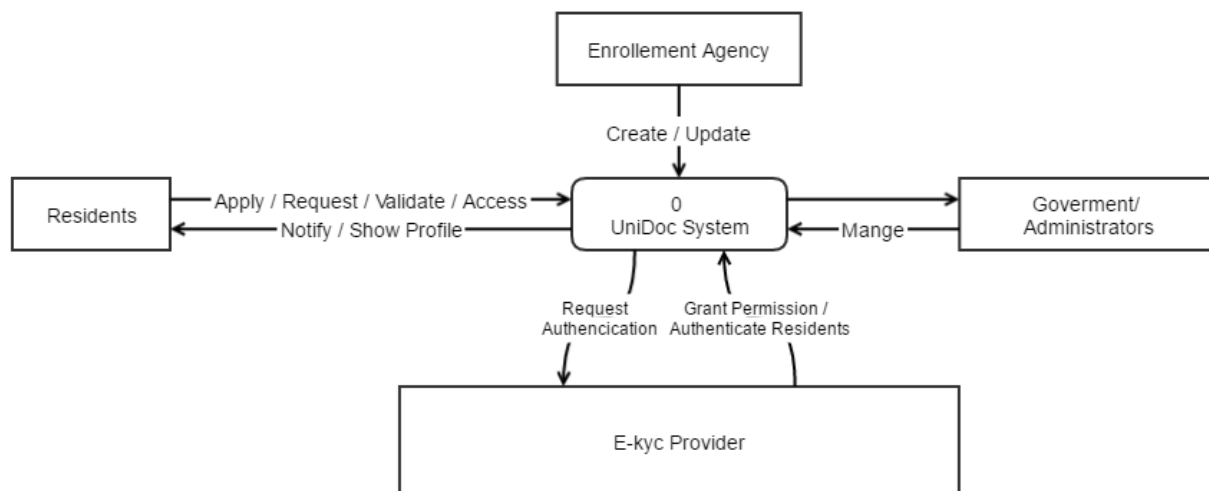 Enrollement Agency
Create / Update
Residents
Apply / Request / Validate / Access
Notify / Show Profile
0
UniDoc System
Mange
Goverment/
Administrators
Request
Authencication
Grant Permission /
Authenticate Residents
E-kyc Provider